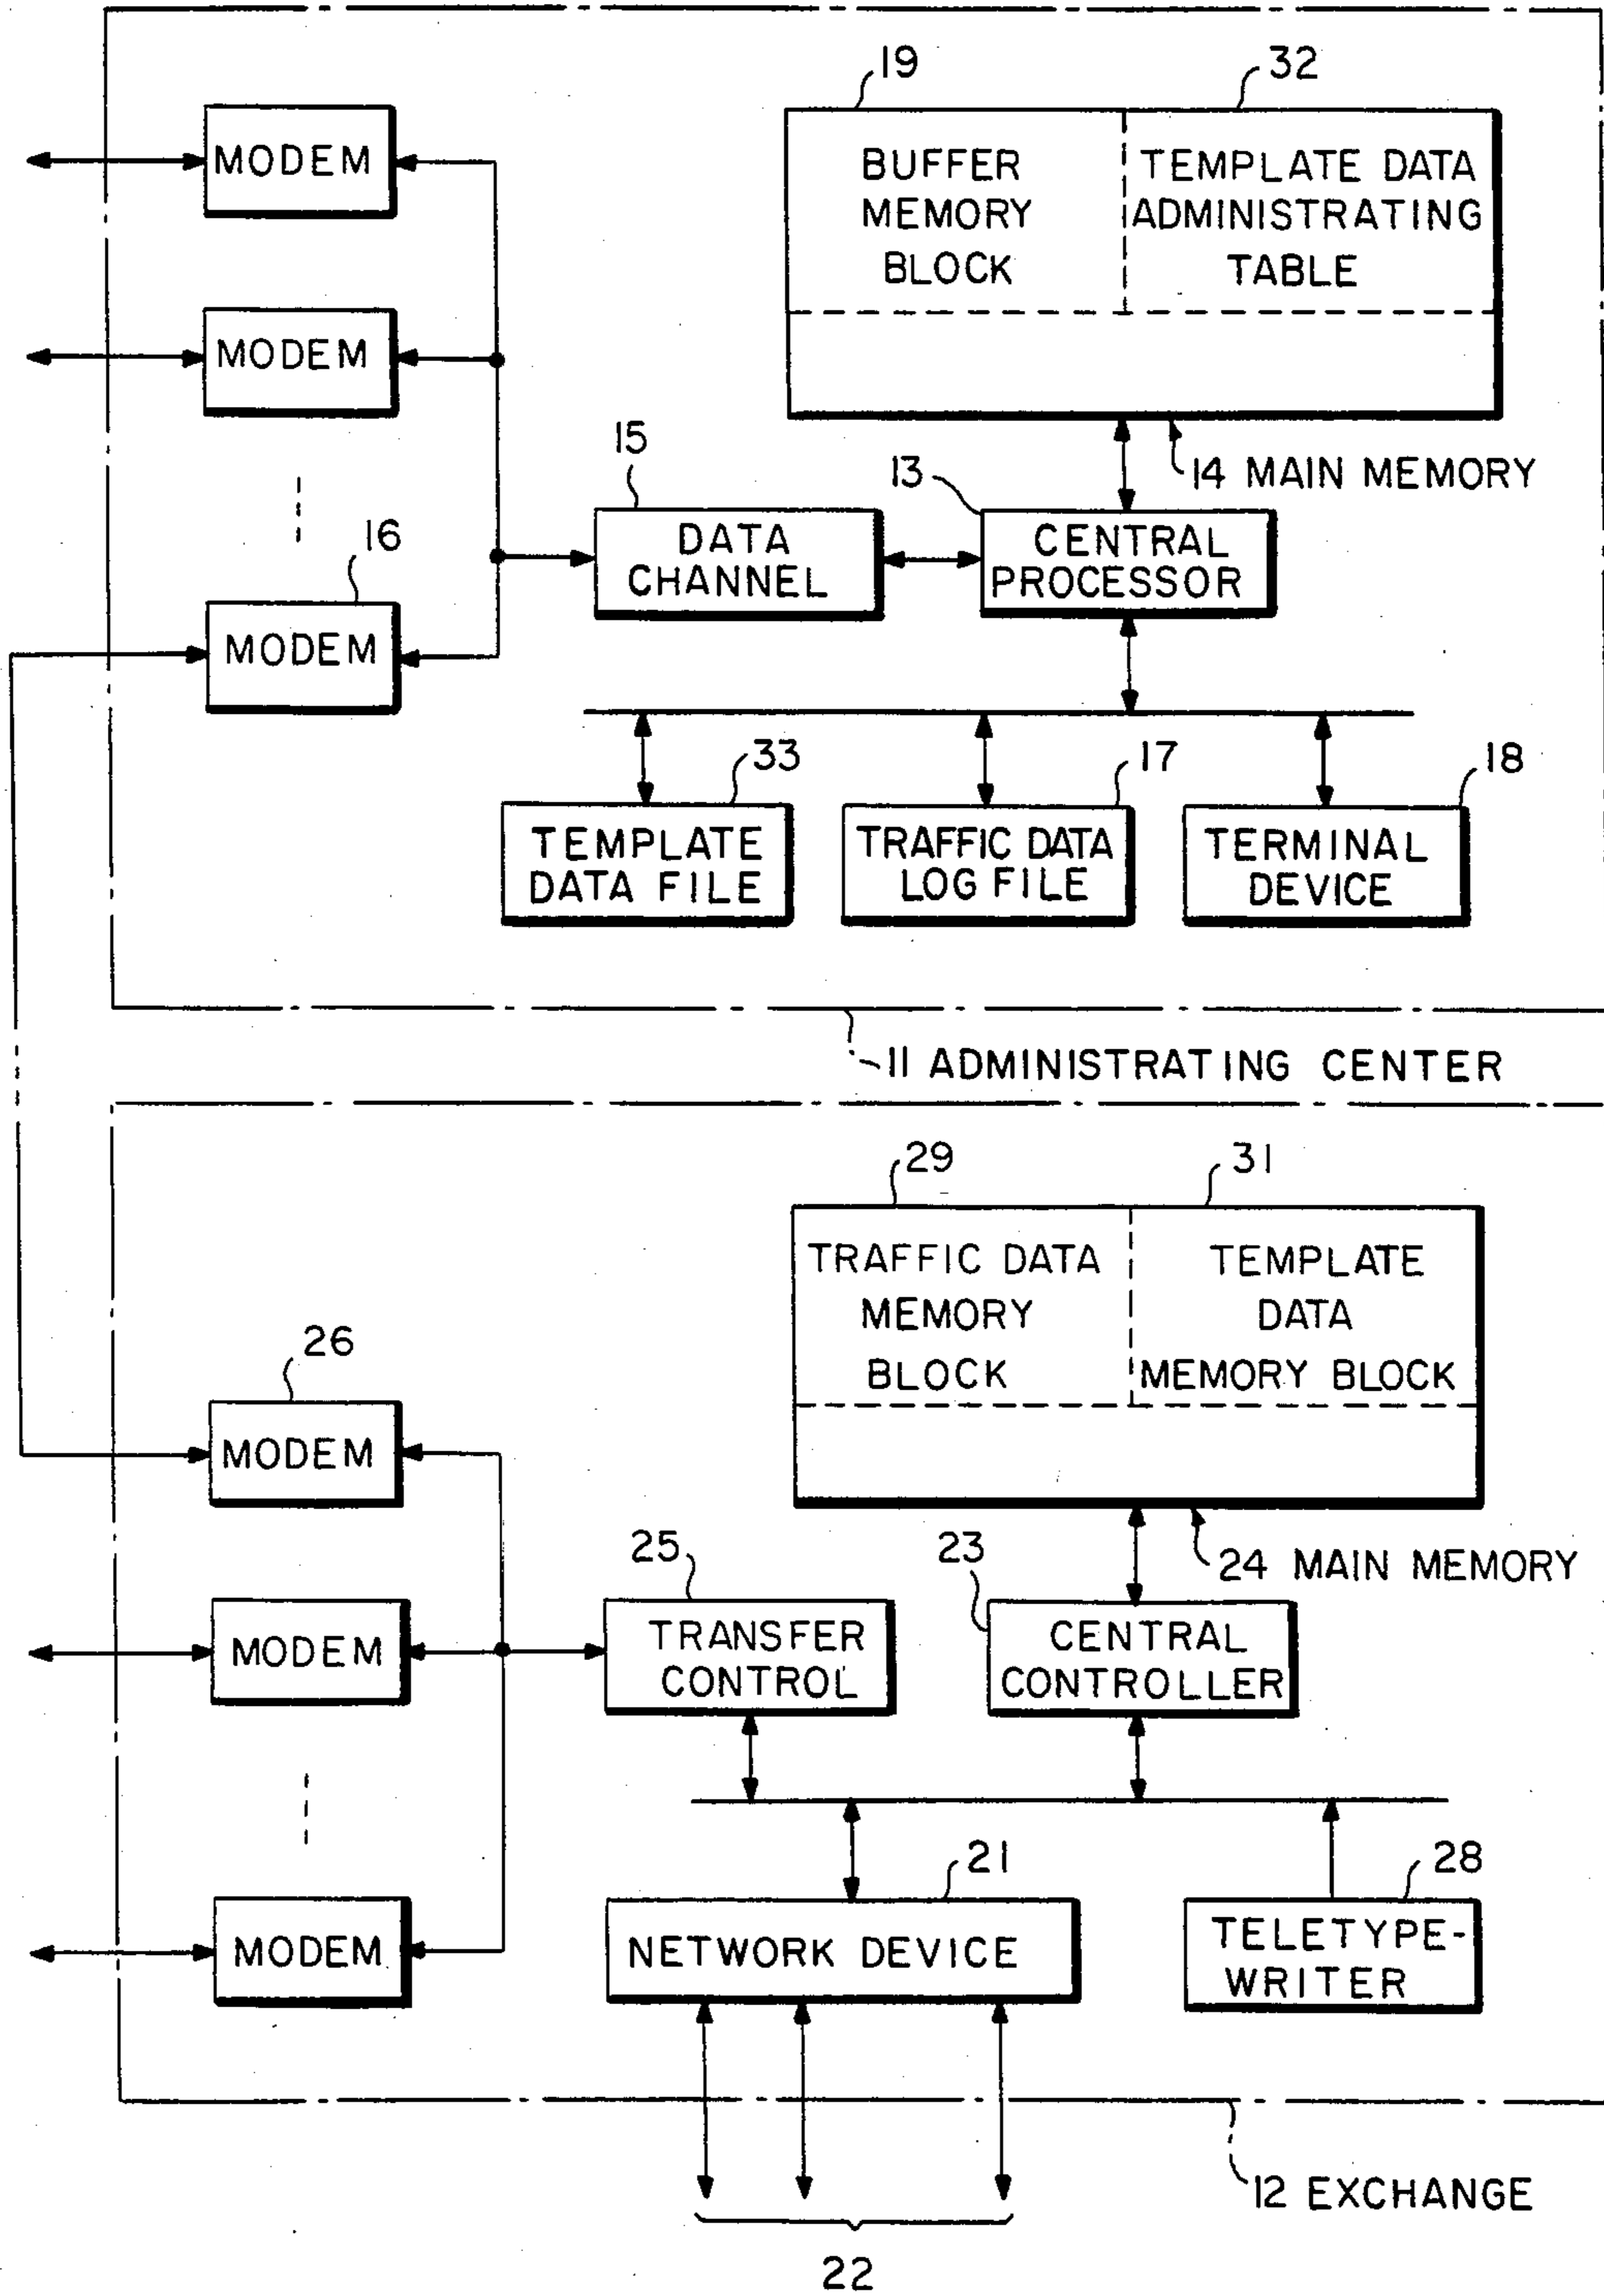 19
32
MODEM
BUFFER
MEMORY
BLOCK
TEMPLATE DATA
ADMINISTRATING
TABLE
MODEM
15
13
14 MAIN MEMORY
16
DATA
CHANNEL
CENTRAL
PROCESSOR
MODEM
33
17
18
TEMPLATE
DATA FILE
TRAFFIC DATA
LOG FILE
TERMINAL
DEVICE
11 ADMINISTRATING CENTER
29
31
TRAFFIC DATA
MEMORY
BLOCK
TEMPLATE
DATA
MEMORY BLOCK
26
MODEM
25
23
24 MAIN MEMORY
MODEM
TRANSFER
CONTROL
CENTRAL
CONTROLLER
21
28
MODEM
NETWORK DEVICE
TELETYPE-
WRITER
12 EXCHANGE
22